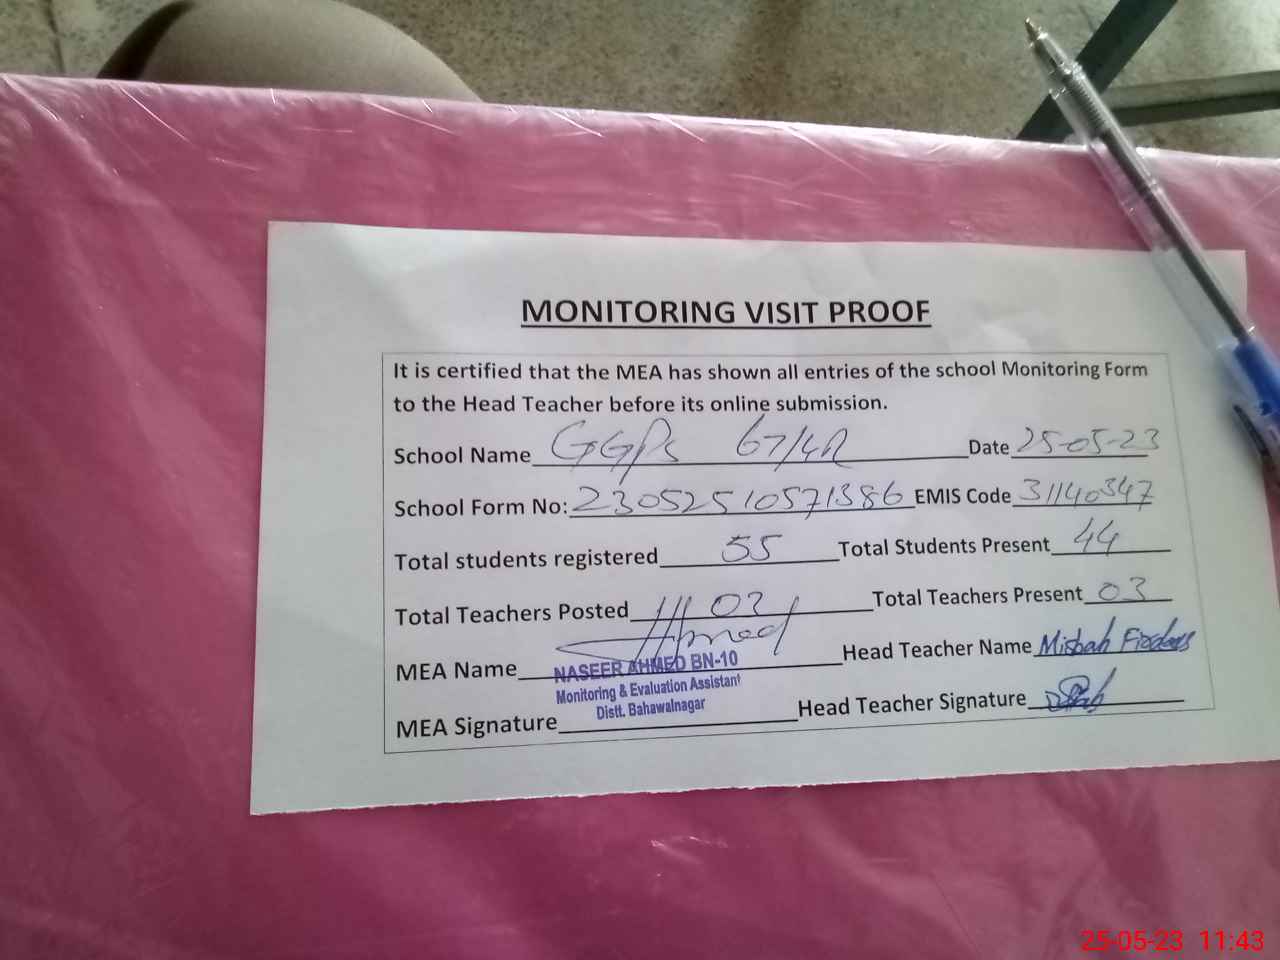 MONITORING VISIT PROOF
It is certified that the MEA has shown all entries of the school Monitoring Form
to the Head Teacher before its online submission.
School Name GGPS 67/4R Date 25-05-23
School Form No: 23052510571386 EMIS Code 31140347
Total students registered 55 Total Students Present 44
Total Teachers Posted 03 Total Teachers Present 03
MEA Name Head Teacher Name Misbah Firdous
NASEER AHMED BN-10
Monitoring & Evaluation Assistant
Distt. Bahawalnagar
MEA Signature Head Teacher Signature
25-05-23 11:43